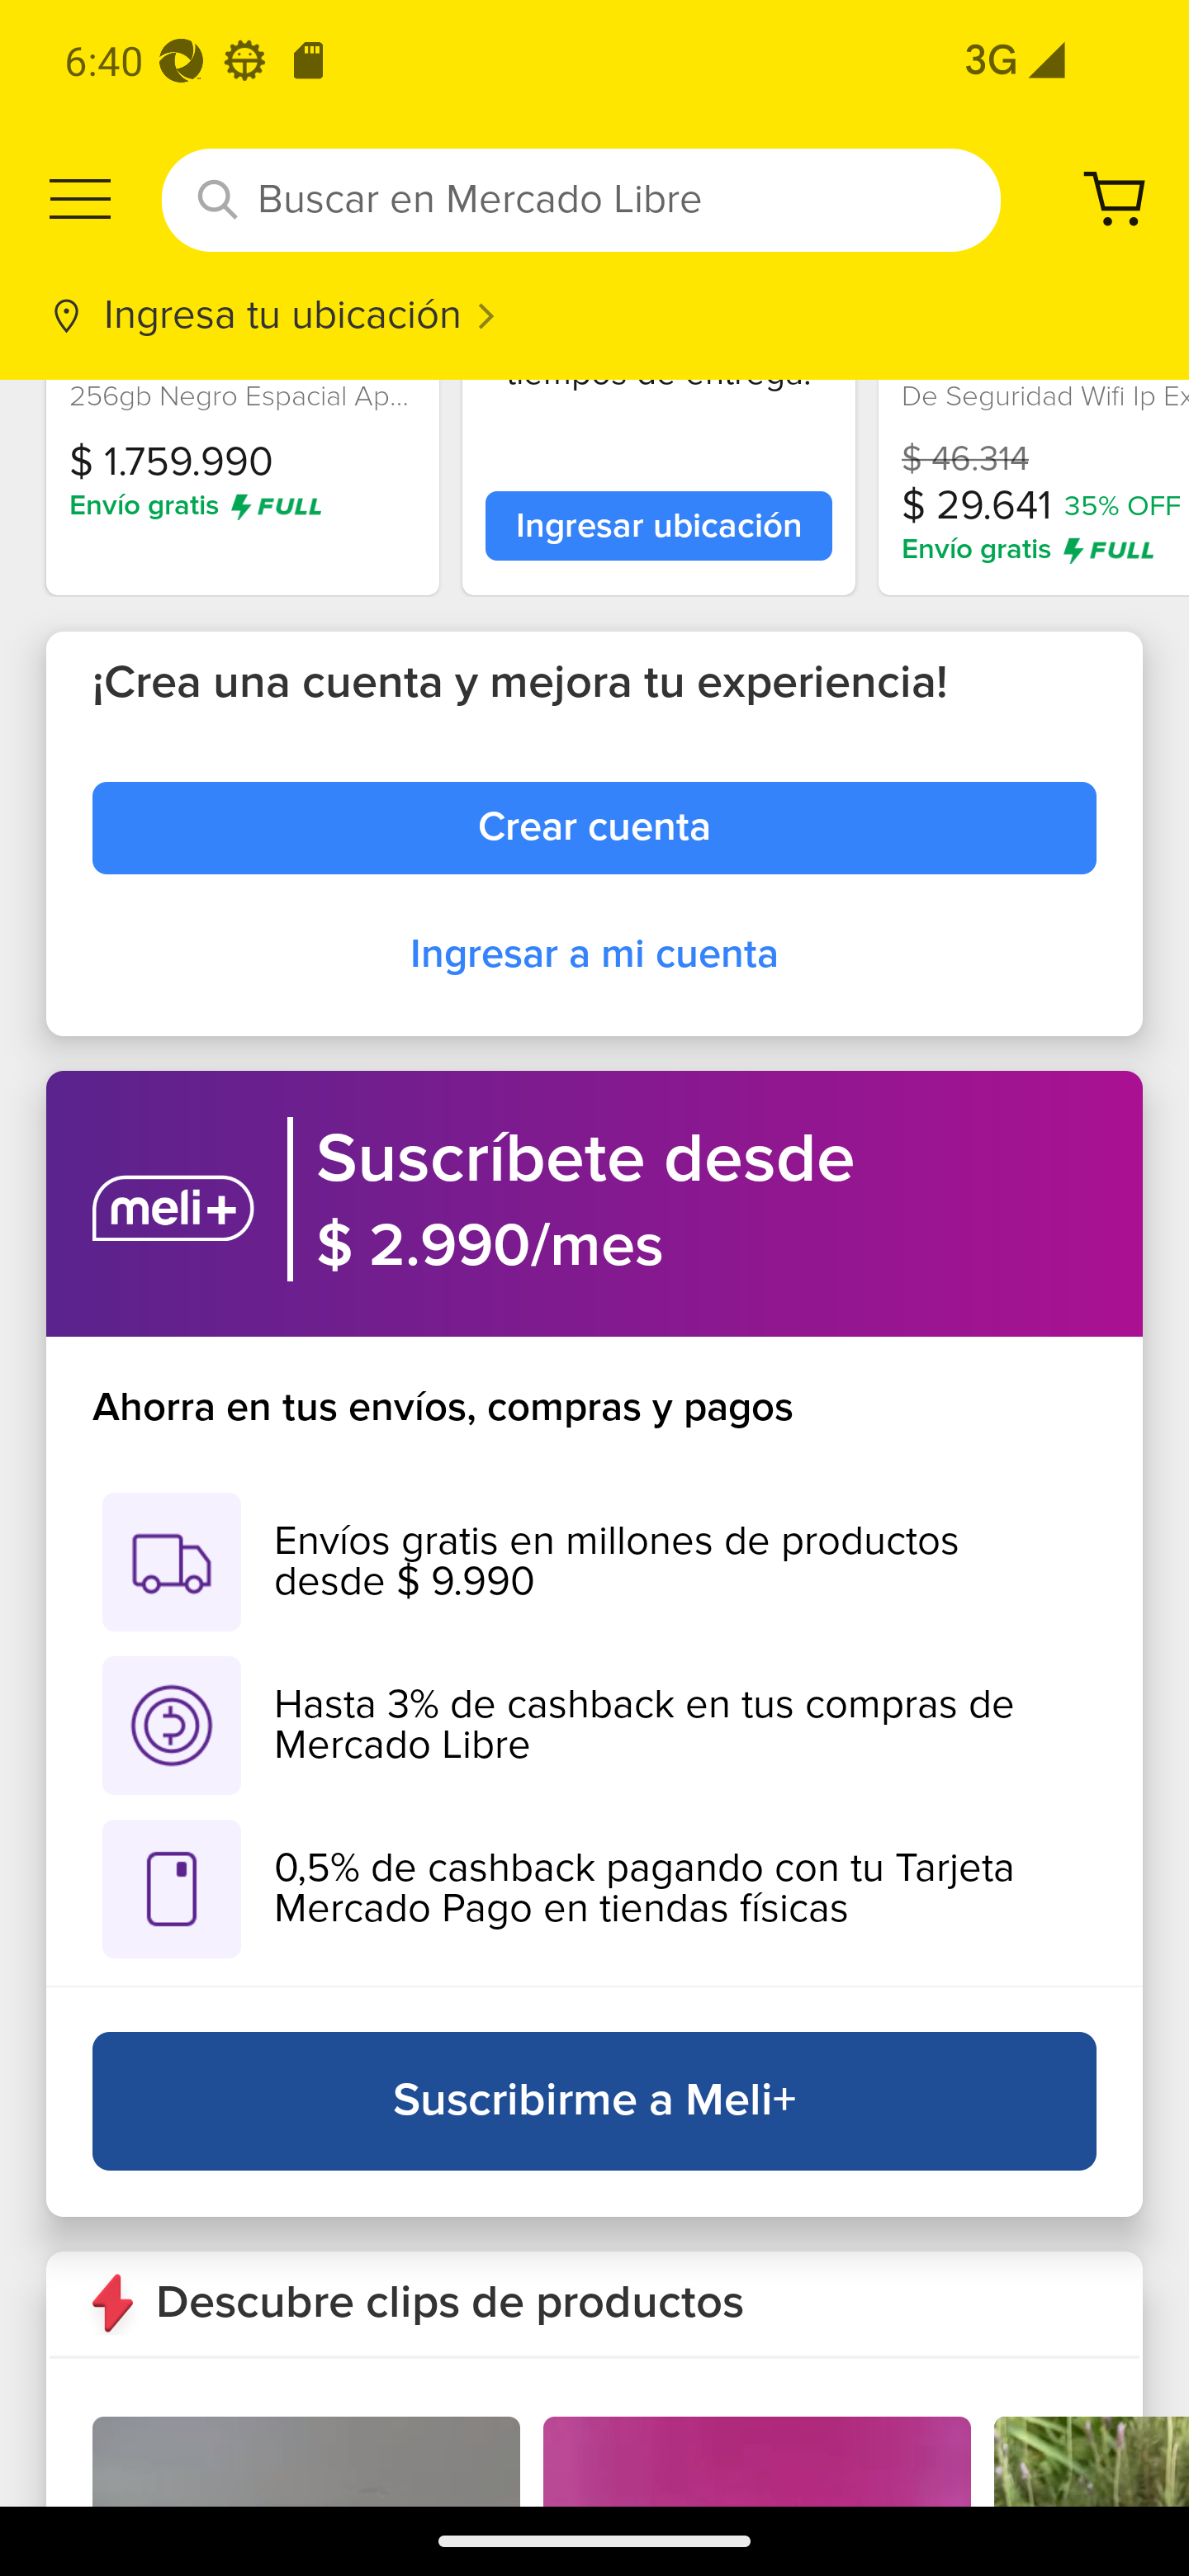 6:40
3G
Buscar en Mercado Libre
Ingresa tu ubicación
256gb Negro Espacial Ap...
$ 1.759.990
Envío gratis FULL
tiempos de entrega.
Ingresar ubicación
De Seguridad Wifi Ip Ex
$ 46.314
$ 29.641 35% OFF
Envío gratis FULL
¡Crea una cuenta y mejora tu experiencia!
Crear cuenta
Ingresar a mi cuenta
meli+
Suscríbete desde
$ 2.990/mes
Ahorra en tus envíos, compras y pagos
Envíos gratis en millones de productos
desde $ 9.990
Hasta 3% de cashback en tus compras de
Mercado Libre
0,5% de cashback pagando con tu Tarjeta
Mercado Pago en tiendas físicas
Suscribirme a Meli+
Descubre clips de productos